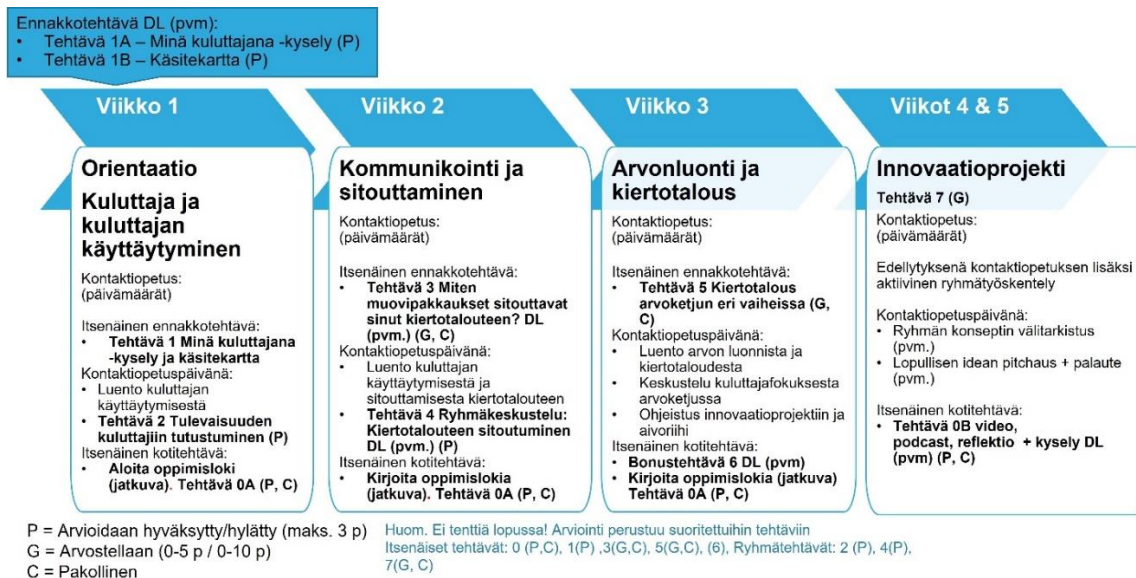 Ennakkotehtävä DL (pvm):
• Tehtävä 1A – Minä kuluttajana -kysely (P)
• Tehtävä 1B – Käsitekartta (P)
Viikko 1
Orientaatio
Kuluttaja ja
kuluttajan
käyttäytyminen
Kontaktiopetus:
(päivämäärät)
Itsenäinen ennakkotehtävä:
• Tehtävä 1 Minä kuluttajana
-kysely ja käsitekartta
Kontaktiopetuspäivänä:
• Luento kuluttajan
käyttäytymisestä
• Tehtävä 2 Tulevaisuuden
kuluttajiin tutustuminen (P)
Itsenäinen kotitehtävä:
• Aloita oppimisloki
(jatkuva). Tehtävä 0A (P, C)
Viikko 2
Kommunikointi ja
sitouttaminen
Kontaktiopetus:
(päivämäärät)
Itsenäinen ennakkotehtävä:
• Tehtävä 3 Miten
muovipakkaukset sitouttavat
sinut kiertotalouteen? DL
(pvm.) (G, C)
Kontaktiopetuspäivänä:
• Luento kuluttajan
käyttäytymisestä ja
sitouttamisesta kiertotalouteen
• Tehtävä 4 Ryhmäkeskustelu:
Kiertotalouteen sitoutuminen
DL (pvm.) (P)
Itsenäinen kotitehtävä:
• Kirjoita oppimislokia
(jatkuva). Tehtävä 0A (P, C)
Viikko 3
Arvonluonti ja
kiertotalous
Kontaktiopetus:
(päivämäärät)
Itsenäinen ennakkotehtävä:
• Tehtävä 5 Kiertotalous
arvoketjun eri vaiheissa (G,
C)
Kontaktiopetuspäivänä:
• Luento arvon luonnista ja
kiertotaloudesta
• Keskustelu kuluttajafokuksesta
arvoketjussa
• Ohjeistus innovaatioprojektiin ja
aivoriihi
Itsenäinen kotitehtävä:
• Bonustehtävä 6 DL (pvm)
• Kirjoita oppimislokia (jatkuva)
Tehtävä 0A (P, C)
Viikot 4 & 5
Innovaatioprojekti
Tehtävä 7 (G)
Kontaktiopetus:
(päivämäärät)
Edellytyksenä kontaktiopetuksen lisäksi
aktiivinen ryhmätyöskentely
Kontaktiopetuspäivänä:
• Ryhmän konseptin välitarkistus
(pvm.)
• Lopullisen idean pitchaus + palaute
(pvm.)
Itsenäinen kotitehtävä:
• Tehtävä 0B video,
podcast, reflektio + kysely DL
(pvm) (P, C)
P = Arvioidaan hyväksytty/hylätty (maks. 3 p)
G = Arvostellaan (0-5 p / 0-10 p)
C = Pakollinen
Huom. Ei tenttiä lopussa! Arviointi perustuu suoritettuihin tehtäviin
Itsenäiset tehtävät: 0 (P,C), 1(P) ,3(G,C), 5(G,C), (6), Ryhmätehtävät: 2 (P), 4(P),
7(G, C)